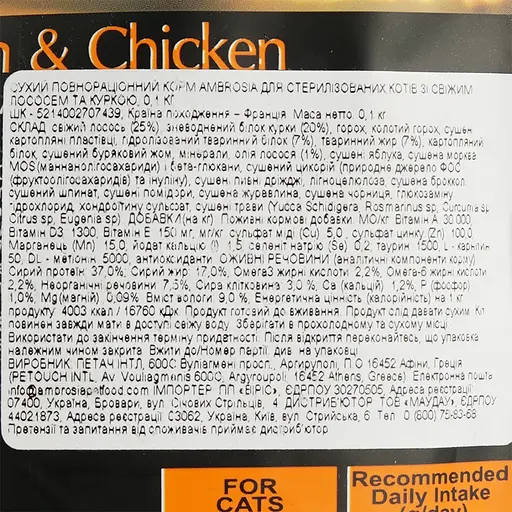 n & Chicken
СУХИЙ ПОВНОРАЦІОННИЙ КОРМ AMBROSIA ДЛЯ СТЕРИЛІЗОВАНИХ КОТІВ ЗІ СВІЖИМ
ЛОСОСЕМ ТА КУРКОЮ, 0,1 КГ
ШК - 5214002707439, Країна походження – Франція. Маса нетто: 0,1 кг
СКЛАД: свіжий лосось (25%), зневоднений білок курки (20%), горох, колотий горох, сушені
картопляні пластівці, гідролізований тваринний білок (7%), тваринний жир (7%), картопляний
білок, сушений буряковий жом, мінерали, олія лосося (1%), сушені яблука, сушена морква,
МОS(маннанолігосахариди) і бета-глюкани, сушений цикорій (природне джерело ФОС
(фруктоолігосахаридів) та інуліну), сушені пивні дріжджі, лігноцелюлоза, сушена броколі,
сушений шпинат, сушені помідори, сушена журавлина, сушена чорниця, глюкозаміну
гідрохлорид, хондроїтину сульфат, сушені трави (Yucca Schidigera, Rosmarinus sp, Curcuma sp,
Citrus sp, Eugenia sp). ДОБАВКИ(на кг): Поживні кормові добавки: МО/кг: Вітамін А 30 000,
Вітамін D3 1300, Вітамін Е 150 мг, мг/кг: сульфат міді (Cu) 5,0, сульфат цинку (Zn) 100,0,
Марганець (Mn) 15,0, йодат кальцію (I) 1,5, селеніт натрію (Se) 0,2, таурин 1500, L - карнітин
50, DL - метіонін 5000, антиоксиданти. ПОЖИВНІ РЕЧОВИНИ (аналітичні компоненти корму):
Сирий протеїн: 37,0%, Сирий жир: 17,0%, Омега3 жирні кислоти: 2,2%, Омега-6 жирні кислоти:
2,2%, Неорганічні речовини: 7,5%, Сира клітковина: 3,0 %, Са (кальцій): 1,2%, Р (фосфор):
1,0%, Mg(магній): 0,09%. Вміст вологи: 9,0 %. Енергетична цінність (калорійність) на 1 кг
продукту: 4003 ккал / 16760 кДж. Продукт готовий до вживання. Продукт слід давати сухим. Кіт
повинен завжди мати в доступі свіжу воду. Зберігати в прохолодному та сухому місці.
Використати до закінчення терміну придатності. Після відкриття переконайтесь, що упаковка
належним чином закрита. Вжити до/Номер партії: див. на упаковці.
ВИРОБНИК: ПЕТАЧ ІНТЛ, 600С Вуліагмені просп., Аргируполі, П.О. 16452 Афіни, Греція
(PETOUCH INTL, Av. Vouliagmenis 600C, Argyroupoli, 16452 Athens, Greece). Електронна пошта:
info@ambrosiapetfood.com ІМПОРТЕР: ПП «ВІРІС», ЄДРПОУ 30270505, Адреса реєстрації:
07400, Україна, Бровари, вул. Січових Стрільців, 4. ДИСТРИБ'ЮТОР: ТОВ «МАУДАУ», ЄДРПОУ
44021873, Адреса реєстрації: 03062, Україна, Київ, вул. Стрийська, 6. Тел.: 0 (800) 75-83-68.
Претензії та запитання від споживачів приймає дистриб'ютор.
FOR
CATS
Recommended
Daily Intake
(g/day)